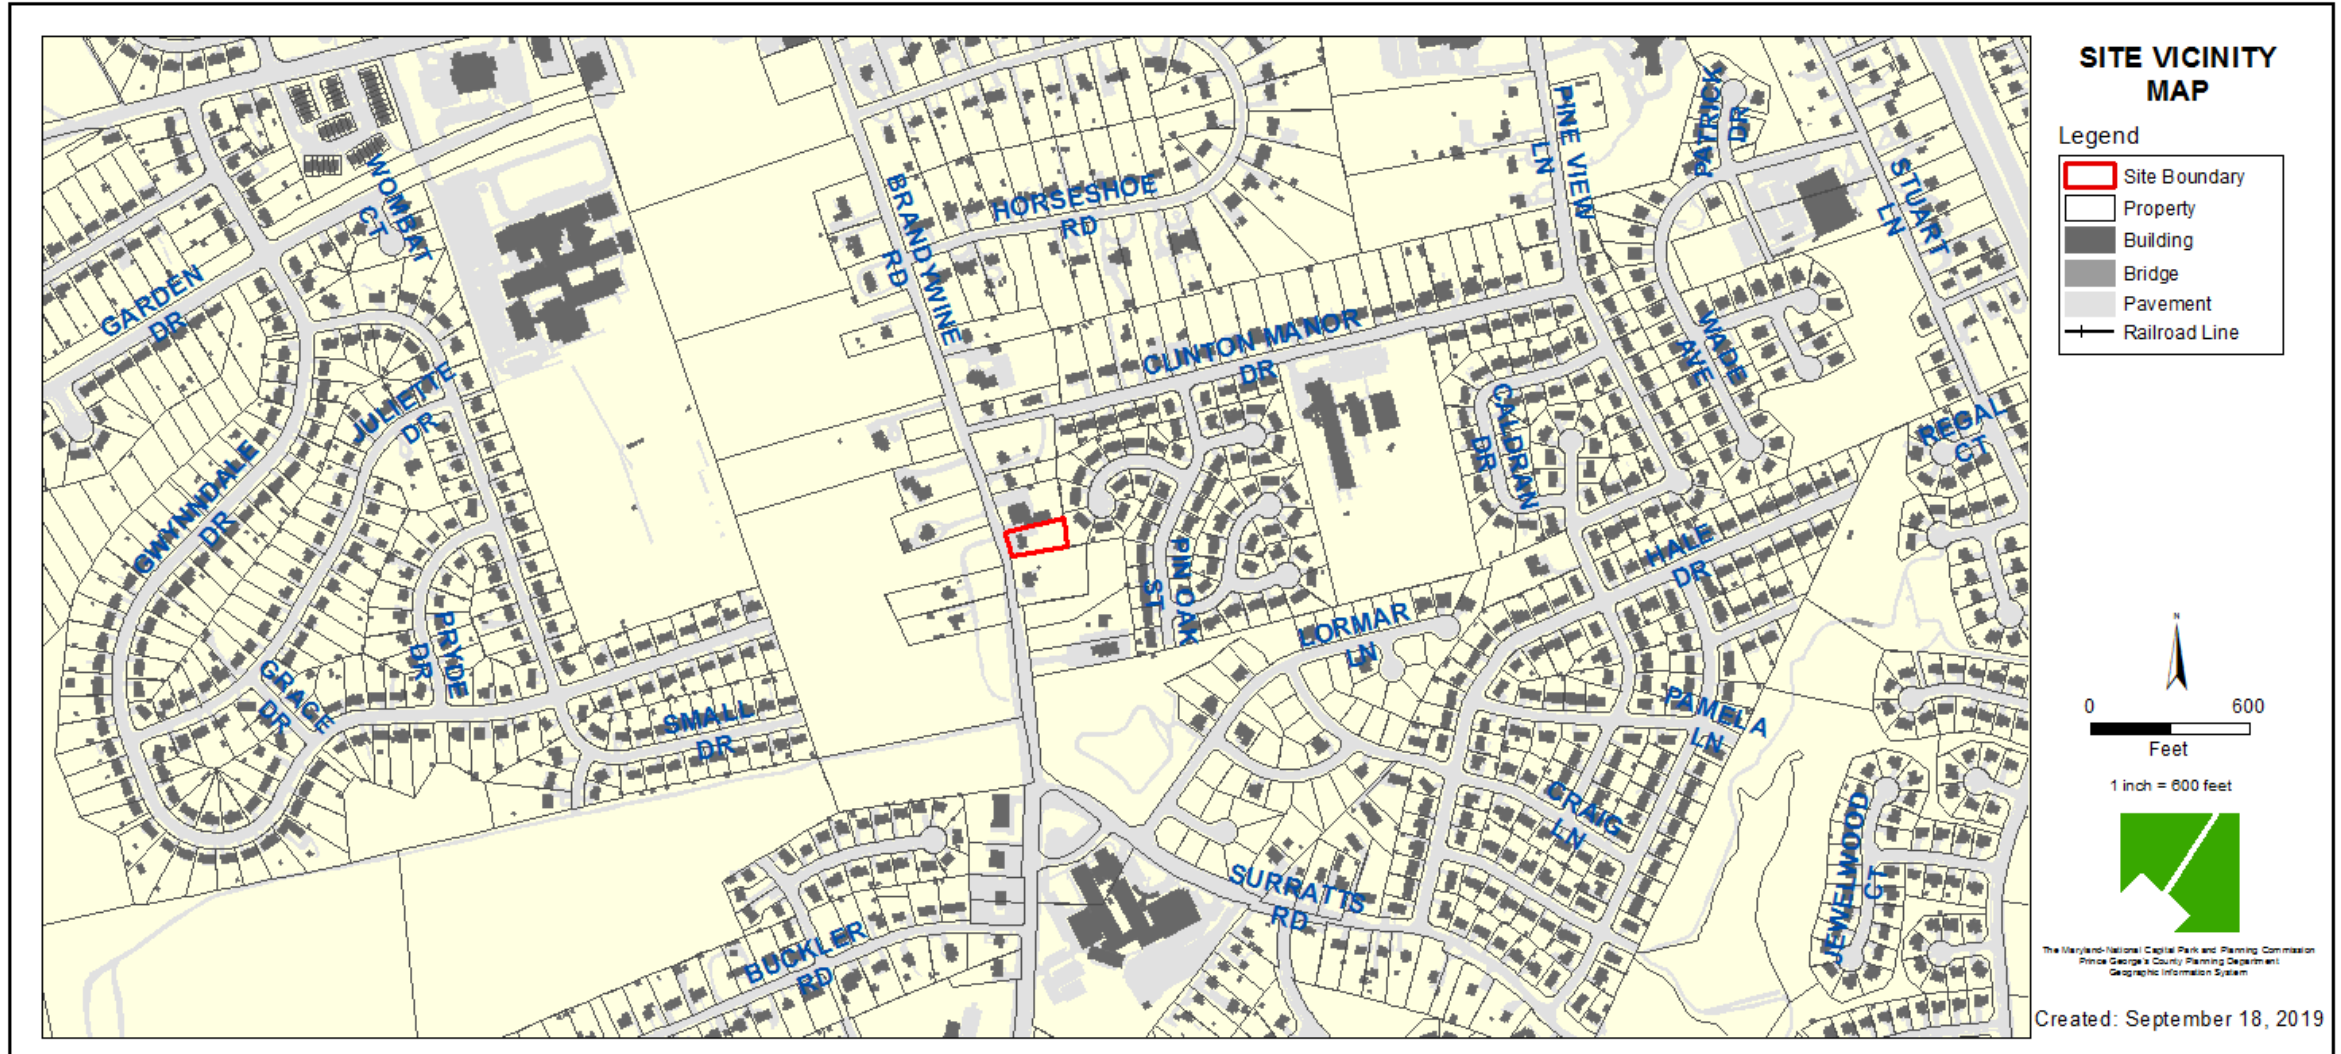 SITE VICINITY
MAP
Legend
Site Boundary
Property
Building
Bridge
Pavement
Railroad Line
N
0 600
Feet
1 inch = 600 feet
The Maryland-National Capital Park and Planning Commission
Prince George's County Planning Department
Geographic Information System
Created: September 18, 2019
WOMBAT
CT
GARDEN
DR
JULIETTE
DR
GWYNNDALE
DR
PRYDE
DR
GRACE
DR
SMALL
DR
BRANDYWINE
RD
HORSESHOE
RD
PINE VIEW
LN
PATRICK
DR
STUART
LN
CLINTON MANOR
DR
WADE
AVE
CALDRAN
DR
REGAL
CT
PIN OAK
ST
HALE
DR
LORMAR
LN
PAMELA
LN
CRAIG
LN
JEWELWOOD
CT
SURRATTS
RD
BUCKLER
RD